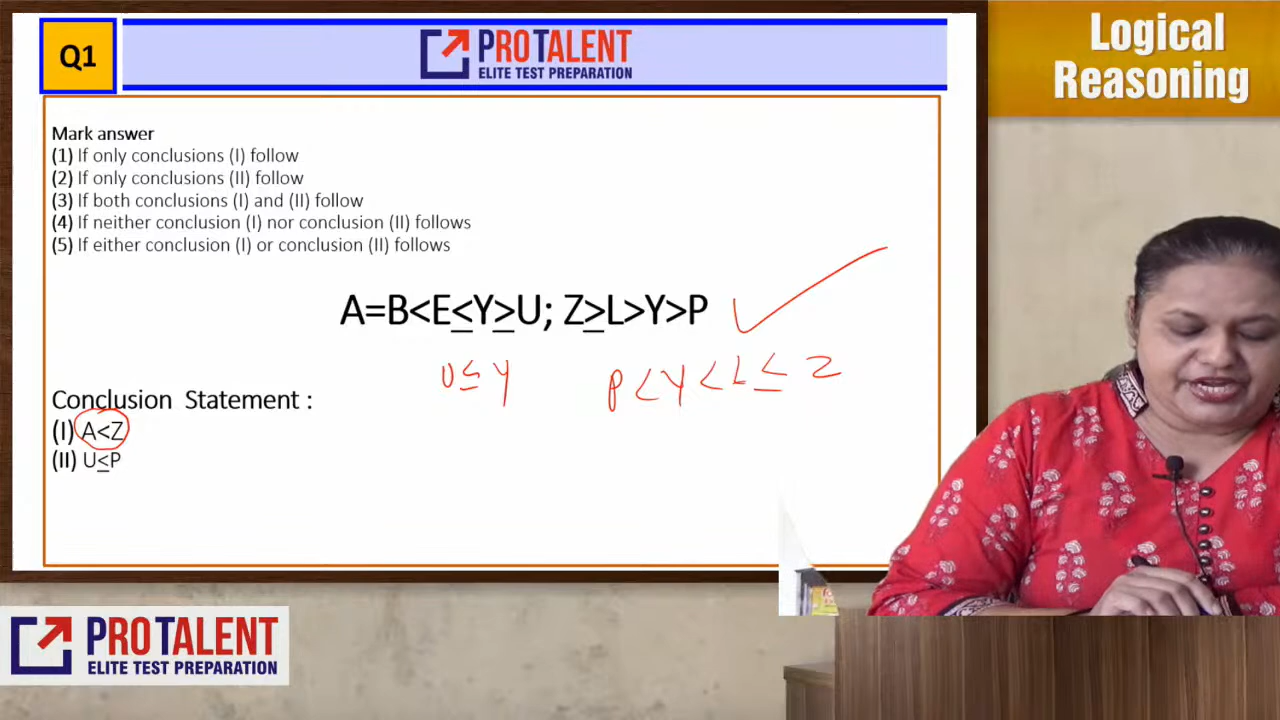 Q1
PROTALENT
ELITE TEST PREPARATION
Logical
Reasoning
Mark answer
(1) If only conclusions (I) follow
(2) If only conclusions (II) follow
(3) If both conclusions (I) and (II) follow
(4) If neither conclusion (I) nor conclusion (II) follows
(5) If either conclusion (I) or conclusion (II) follows
A=B<E≤Y≥U; Z≥L>Y>P
U≤Y P<Y<L≤Z
Conclusion Statement :
(I) A<Z
(II) U≤P
PROTALENT
ELITE TEST PREPARATION